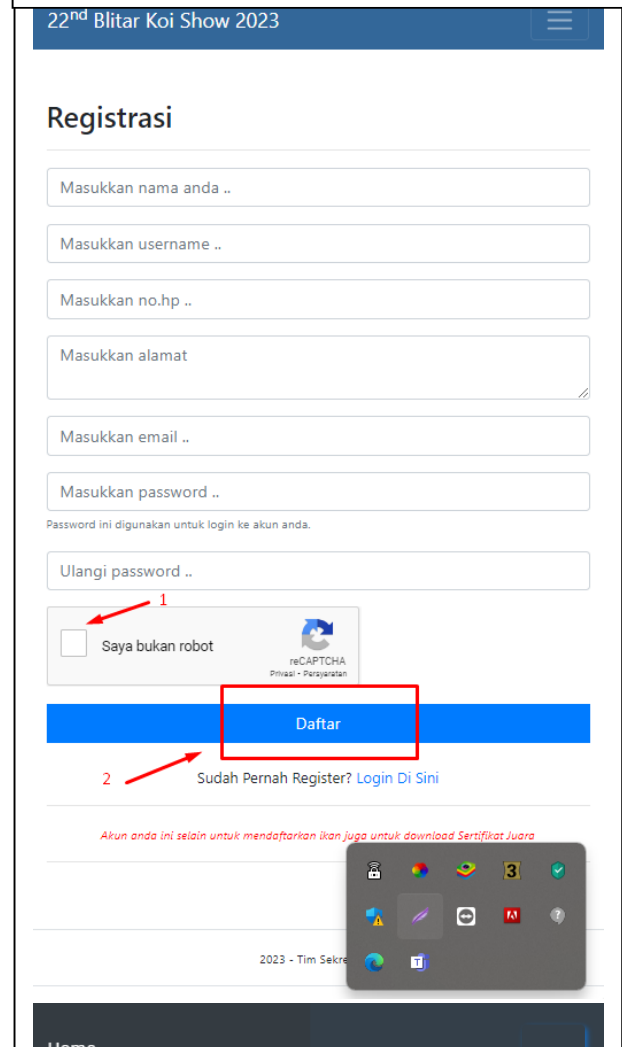 22nd Blitar Koi Show 2023
Registrasi
Masukkan nama anda ..
Masukkan username ..
Masukkan no.hp ..
Masukkan alamat
Masukkan email ..
Masukkan password ..
Password ini digunakan untuk login ke akun anda.
Ulangi password ..
1
Saya bukan robot
reCAPTCHA
Privasi - Persyaratan
Daftar
2
Sudah Pernah Register? Login Di Sini
Akun anda ini selain untuk mendaftarkan ikan juga untuk download Sertifikat Juara
3
T
2023 - Tim Sekre
Home